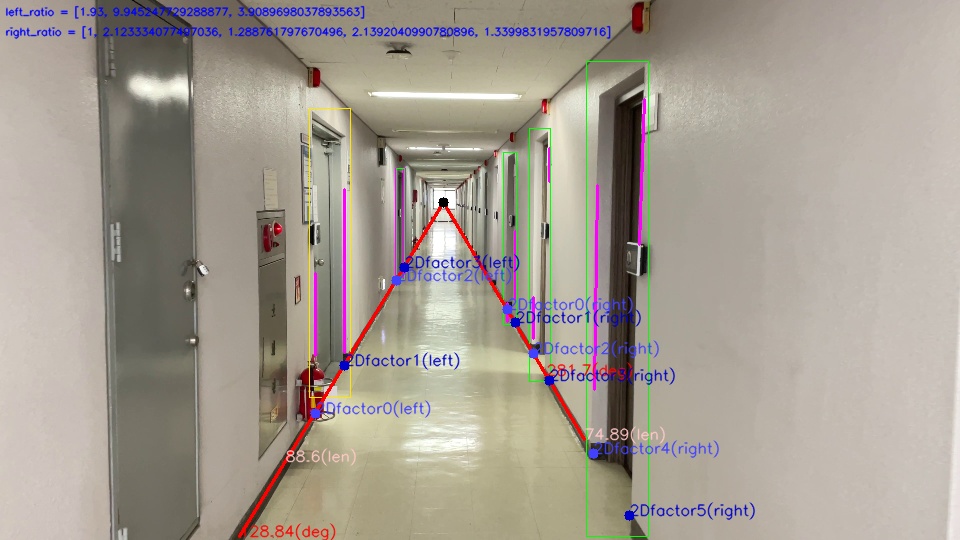 left_ratio = [1.93, 9.945247729288877, 3.9089698037893563]
right_ratio = [1, 2.123334077497036, 1.288761797670496, 2.1392040990780896, 1.3399831957809716]
2Dfactor3(left)
2Dfactor2(left)
2Dfactor0(right)
2Dfactor1(right)
2Dfactor2(right)
2Dfactor1(left)
2Dfactor3(right)
2Dfactor0(left)
74.89(len)
2Dfactor4(right)
88.6(len)
2Dfactor5(right)
28.84(deg)